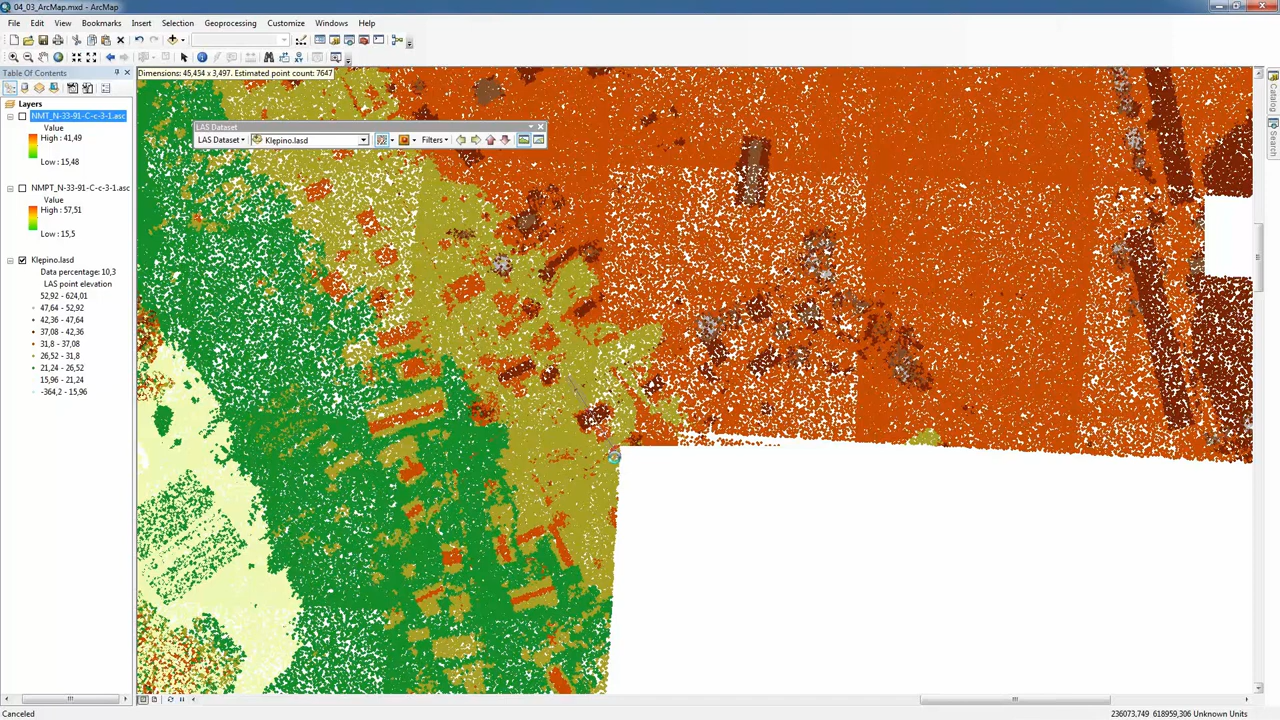 04_03_ArcMap.mxd - ArcMap
File Edit View Bookmarks Insert Selection Geoprocessing Customize Windows Help
Table Of Contents
Dimensions: 45,454 x 3,497. Estimated point count: 7647
Layers
NMT_N-33-91-C-c-3-1.asc
Value
High : 41,49
Low : 15,48
NMPT_N-33-91-C-c-3-1.asc
Value
High : 57,51
Low : 15,5
Klepino.lasd
Data percentage: 10,3
LAS point elevation
52,92 - 624,01
47,64 - 52,92
42,36 - 47,64
37,08 - 42,36
31,8 - 37,08
26,52 - 31,8
21,24 - 26,52
15,96 - 21,24
-364,2 - 15,96
LAS Dataset
LAS Dataset Klepino.lasd Filters
Catalog
Search
Canceled
236073,749 618959,306 Unknown Units